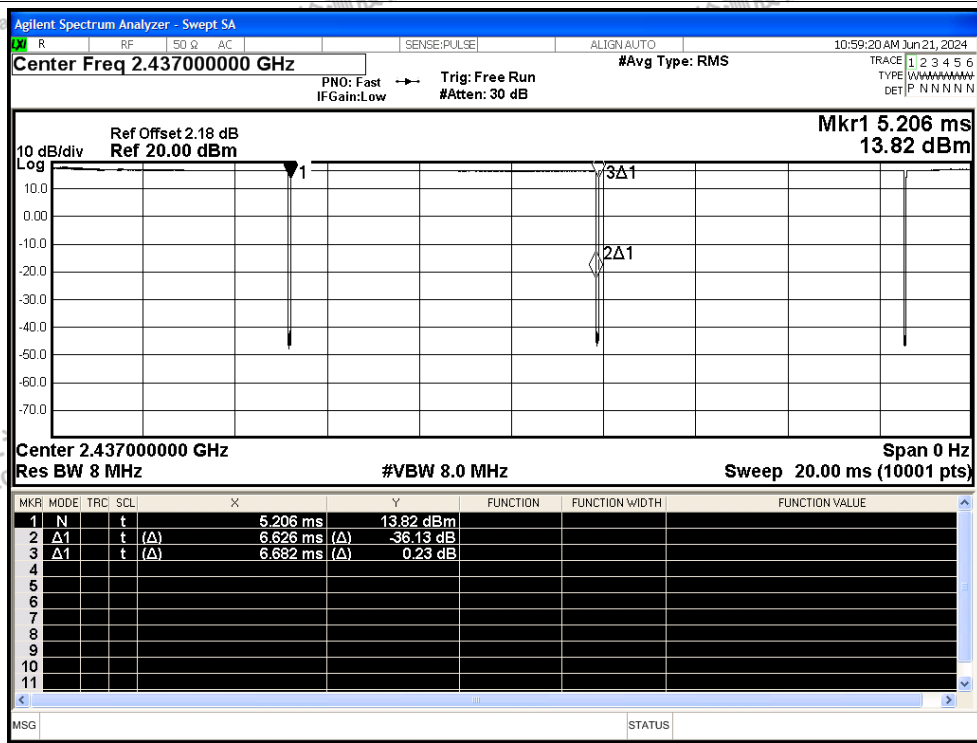 Agilent Spectrum Analyzer - Swept SA
LXI R RF 50 Ω AC SENSE:PULSE ALIGN AUTO 10:59:20 AM Jun 21, 2024
Center Freq 2.437000000 GHz
PNO: Fast
IFGain:Low
Trig: Free Run
#Atten: 30 dB
#Avg Type: RMS
TRACE 1 2 3 4 5 6
TYPE WWWWWW
DET P N N N N N
Mkr1 5.206 ms
13.82 dBm
10 dB/div
Log
Ref Offset 2.18 dB
Ref 20.00 dBm
1
3Δ1
2Δ1
10.0
0.00
-10.0
-20.0
-30.0
-40.0
-50.0
-60.0
-70.0
Center 2.437000000 GHz Span 0 Hz
Res BW 8 MHz #VBW 8.0 MHz Sweep 20.00 ms (10001 pts)
MKR MODE TRC SCL X Y FUNCTION FUNCTION WIDTH FUNCTION VALUE
1 N t 5.206 ms 13.82 dBm
2 Δ1 t (Δ) 6.626 ms (Δ) -36.13 dB
3 Δ1 t (Δ) 6.682 ms (Δ) 0.23 dB
4
5
6
7
8
9
10
11
MSG STATUS